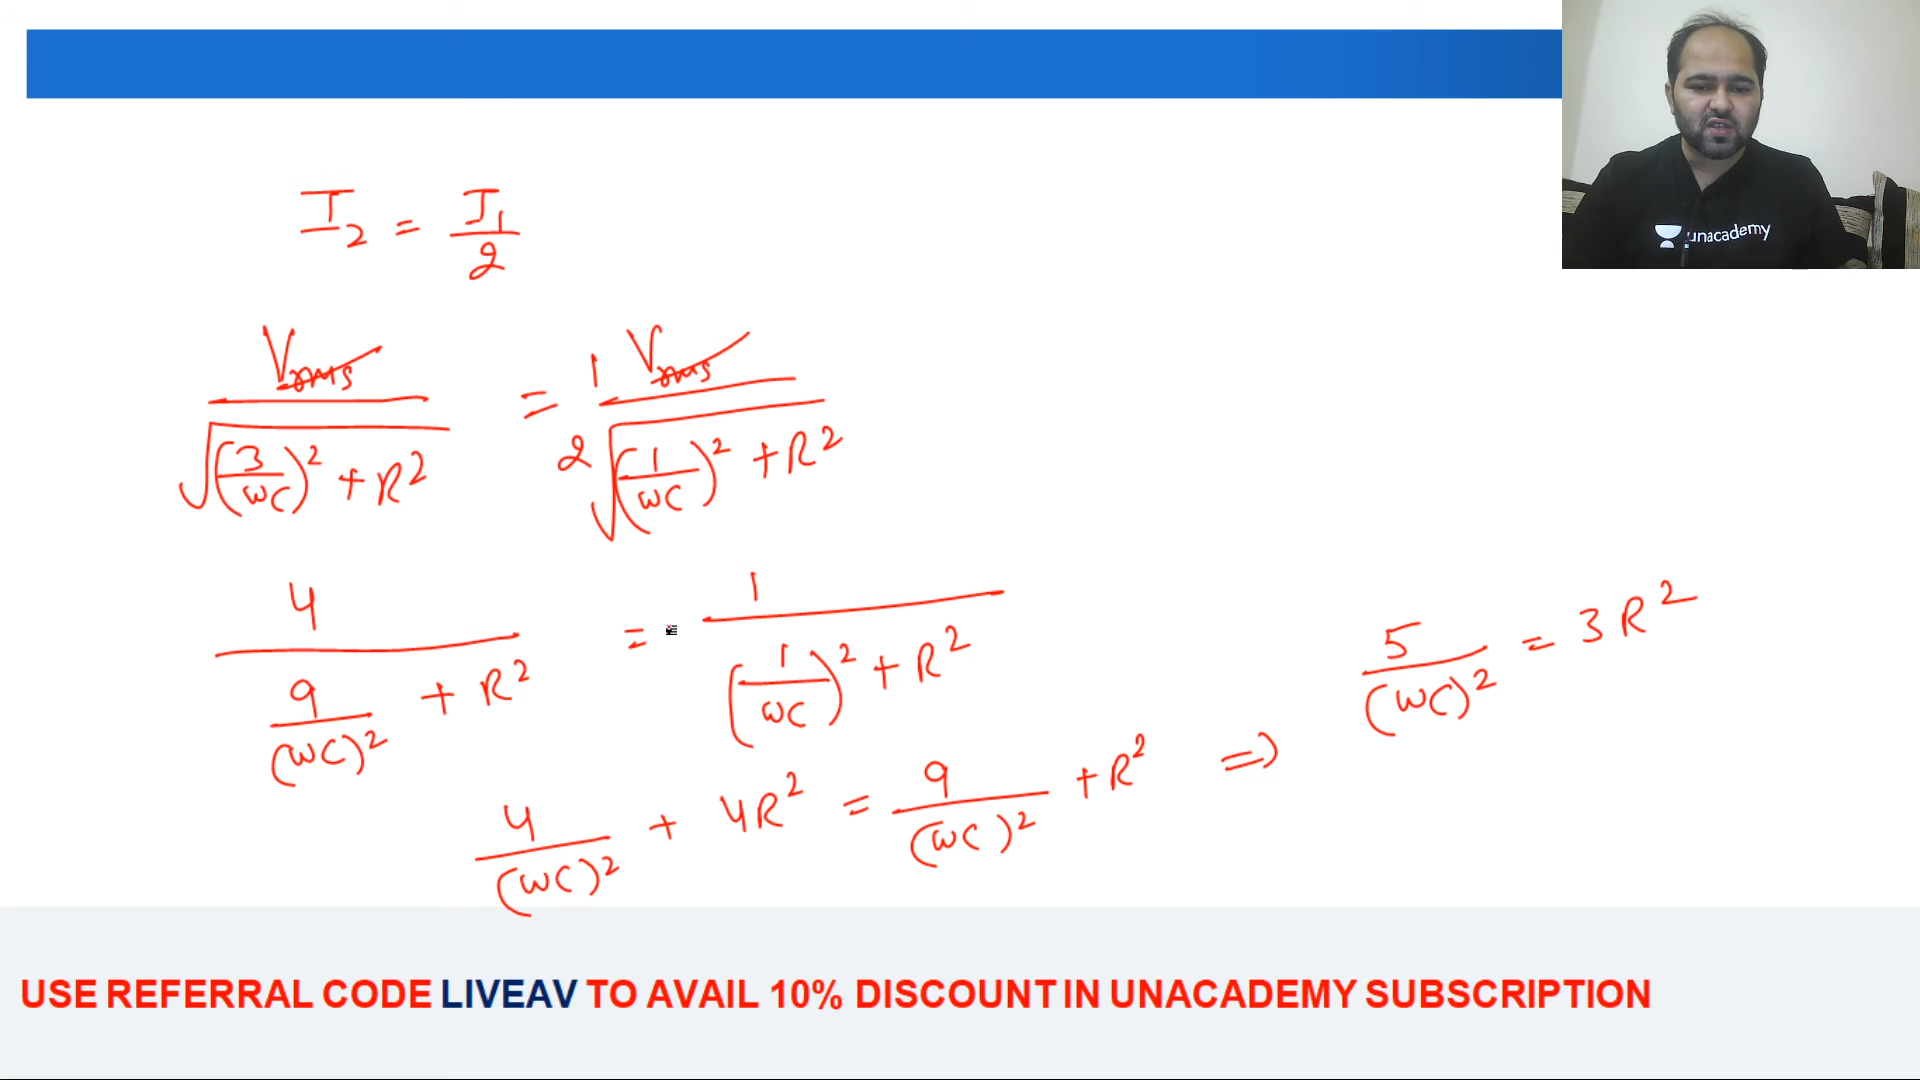 I₂ = I₁/2
Vrms/√((3/ωC)² + R²) = 1 Vrms/2√((1/ωC)² + R²)
4/(9/(ωC)² + R²) = 1/((1/ωC)² + R²)
4/(ωC)² + 4R² = 9/(ωC)² + R² ⇒ 5/(ωC)² = 3R²
unacademy
USE REFERRAL CODE LIVEAV TO AVAIL 10% DISCOUNT IN UNACADEMY SUBSCRIPTION